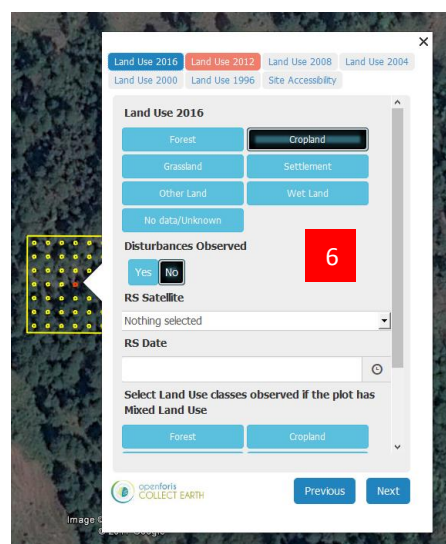 ×
Land Use 2016 Land Use 2012 Land Use 2008 Land Use 2004
Land Use 2000 Land Use 1996 Site Accessibility
Land Use 2016
Forest Cropland
Grassland Settlement
Other Land Wet Land
No data/Unknown
Disturbances Observed
Yes No
6
RS Satellite
Nothing selected
RS Date
Select Land Use classes observed if the plot has
Mixed Land Use
Forest Cropland
openforis
COLLECT EARTH
Previous Next
Image
Google